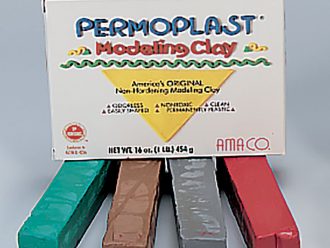 PERMOPLAST®
Modeling Clay
America's ORIGINAL
Non-Hardening Modeling Clay
ODORLESS NONTOXIC CLEAN
EASILY SHAPED PERMANENTLY PLASTIC
NET WT. 16 oz. (1 LB.) 454 g
AMACO®